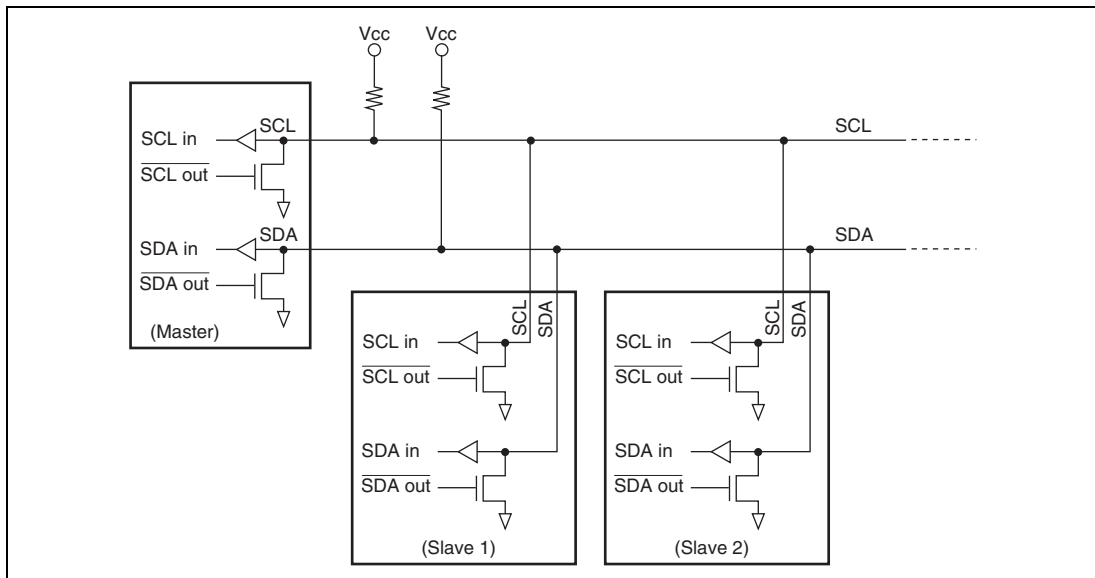 Vcc Vcc
SCL in SCL SCL
SCL out
SDA in SDA SDA
SDA out
(Master)
SCL SDA
SCL in
SCL out
SDA in
SDA out
(Slave 1)
SCL SDA
SCL in
SCL out
SDA in
SDA out
(Slave 2)